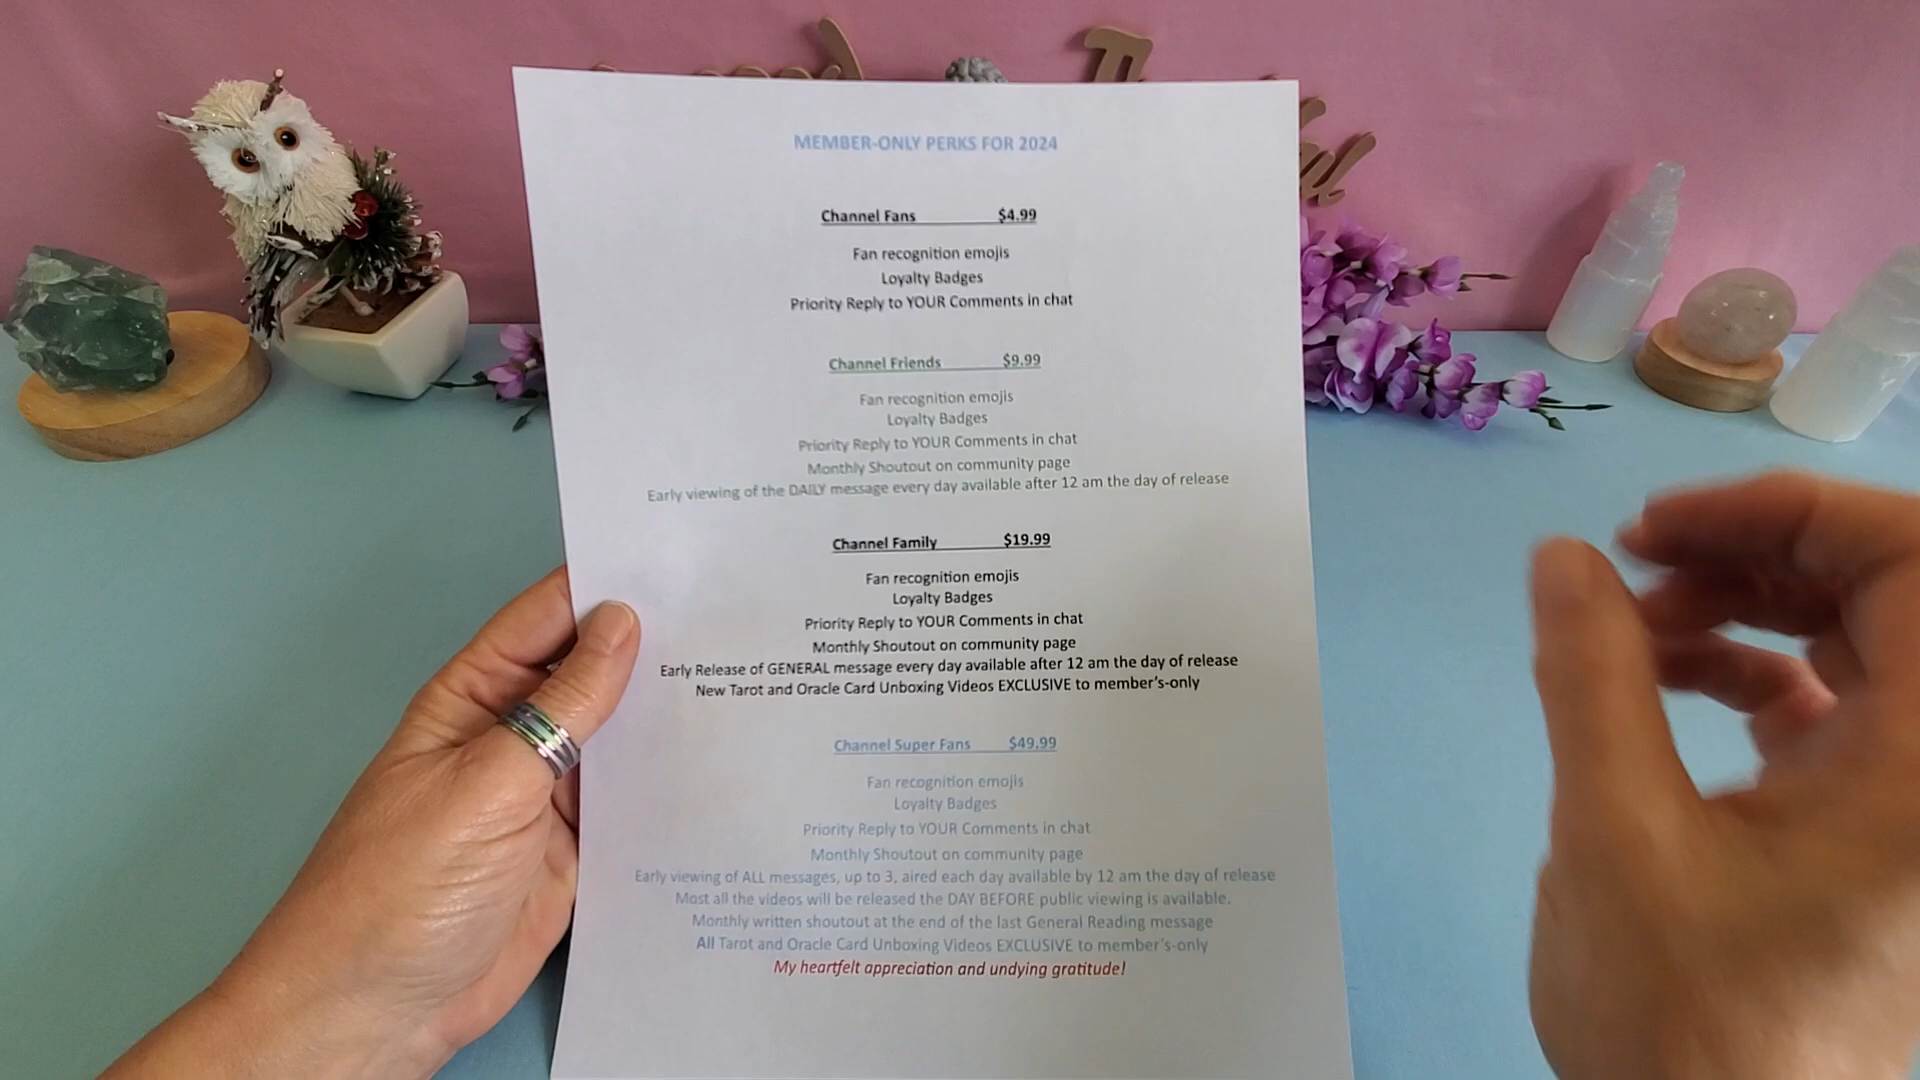 MEMBER-ONLY PERKS FOR 2024
Channel Fans $4.99
Fan recognition emojis
Loyalty Badges
Priority Reply to YOUR Comments in chat
Channel Friends $9.99
Fan recognition emojis
Loyalty Badges
Priority Reply to YOUR Comments in chat
Monthly Shoutout on community page
Early viewing of the DAILY message every day available after 12 am the day of release
Channel Family $19.99
Fan recognition emojis
Loyalty Badges
Priority Reply to YOUR Comments in chat
Monthly Shoutout on community page
Early Release of GENERAL message every day available after 12 am the day of release
New Tarot and Oracle Card Unboxing Videos EXCLUSIVE to member's-only
Channel Super Fans $49.99
Fan recognition emojis
Loyalty Badges
Priority Reply to YOUR Comments in chat
Monthly Shoutout on community page
Early viewing of ALL messages, up to 3, aired each day available by 12 am the day of release
Most all the videos will be released the DAY BEFORE public viewing is available.
Monthly written shoutout at the end of the last General Reading message
All Tarot and Oracle Card Unboxing Videos EXCLUSIVE to member's-only
My heartfelt appreciation and undying gratitude!